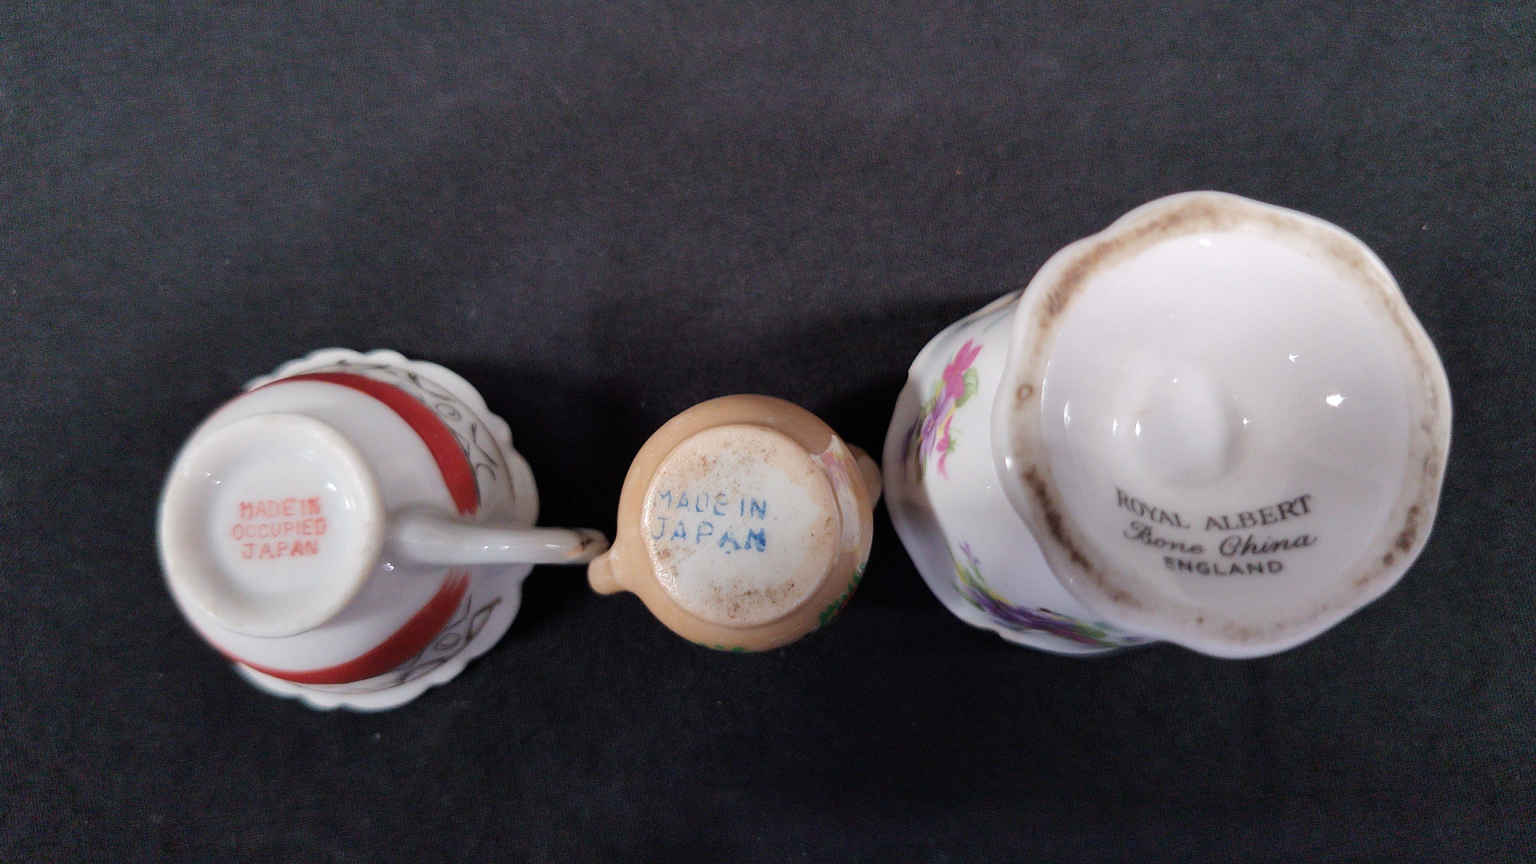 MADE IN
OCCUPIED
JAPAN
MADE IN
JAPAN
ROYAL ALBERT
Bone China
ENGLAND